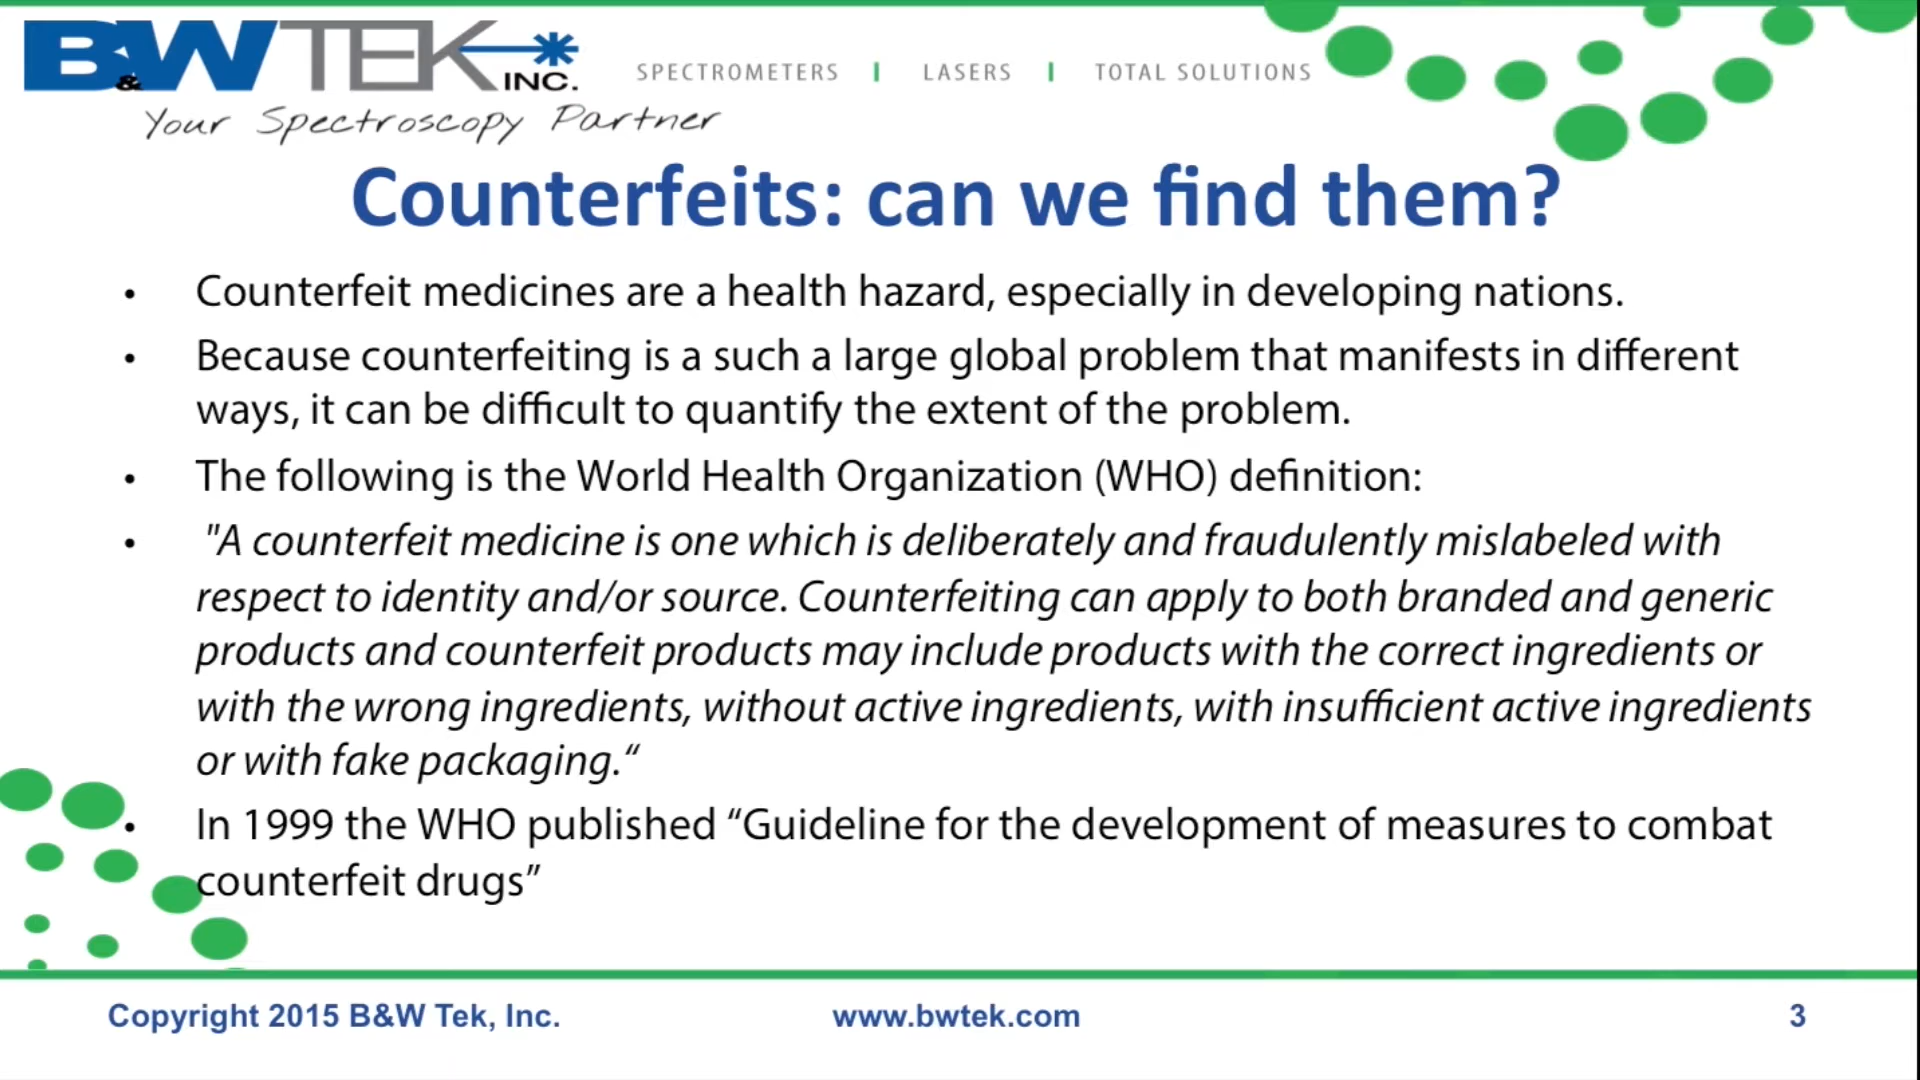 B&W TEK INC.
SPECTROMETERS | LASERS | TOTAL SOLUTIONS
Your Spectroscopy Partner
Counterfeits: can we find them?
• Counterfeit medicines are a health hazard, especially in developing nations.
• Because counterfeiting is a such a large global problem that manifests in different
ways, it can be difficult to quantify the extent of the problem.
• The following is the World Health Organization (WHO) definition:
• "A counterfeit medicine is one which is deliberately and fraudulently mislabeled with
respect to identity and/or source. Counterfeiting can apply to both branded and generic
products and counterfeit products may include products with the correct ingredients or
with the wrong ingredients, without active ingredients, with insufficient active ingredients
or with fake packaging.“
• In 1999 the WHO published “Guideline for the development of measures to combat
counterfeit drugs”
Copyright 2015 B&W Tek, Inc. www.bwtek.com 3